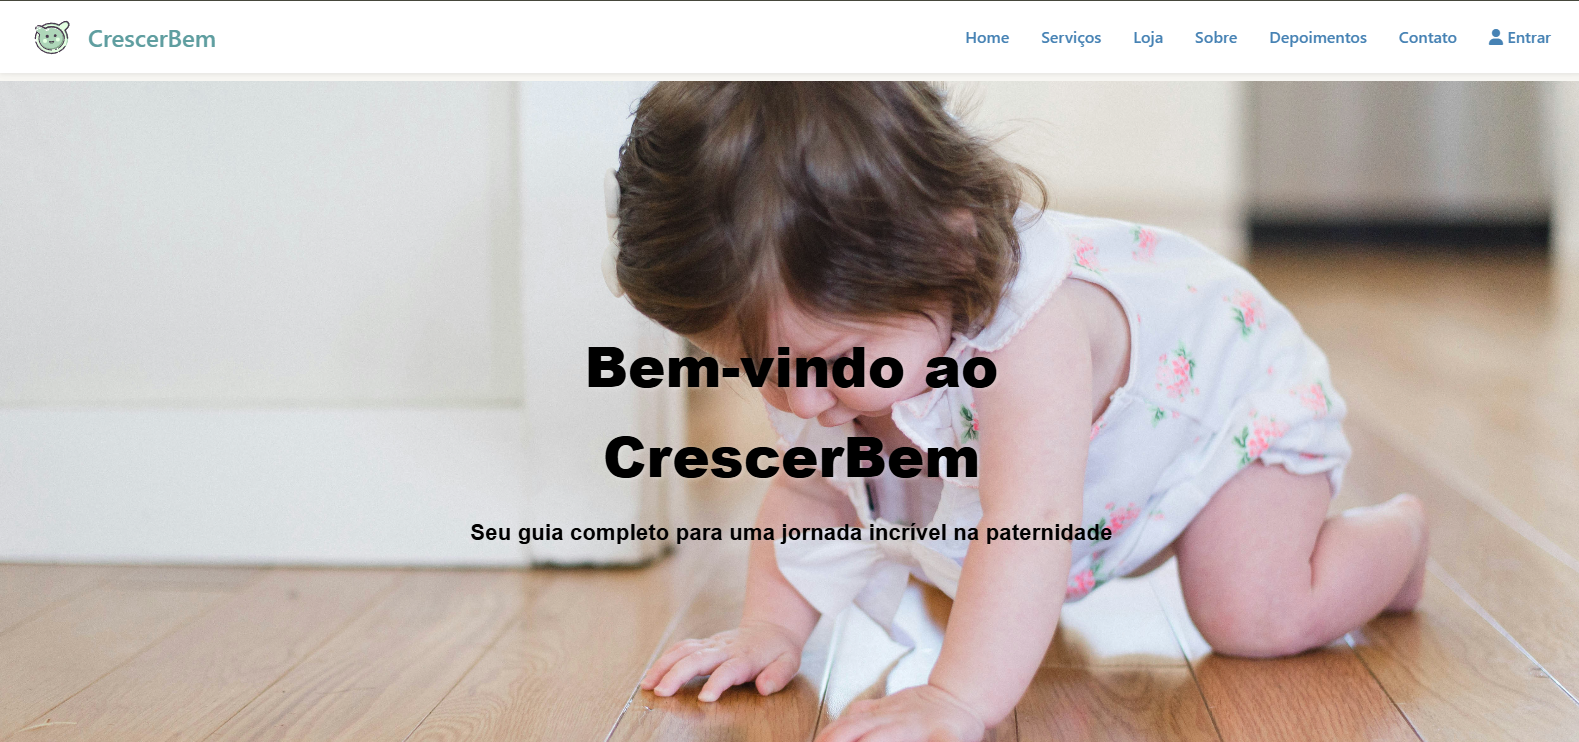 CrescerBem
Home Serviços Loja Sobre Depoimentos Contato Entrar
Bem-vindo ao
CrescerBem
Seu guia completo para uma jornada incrível na paternidade